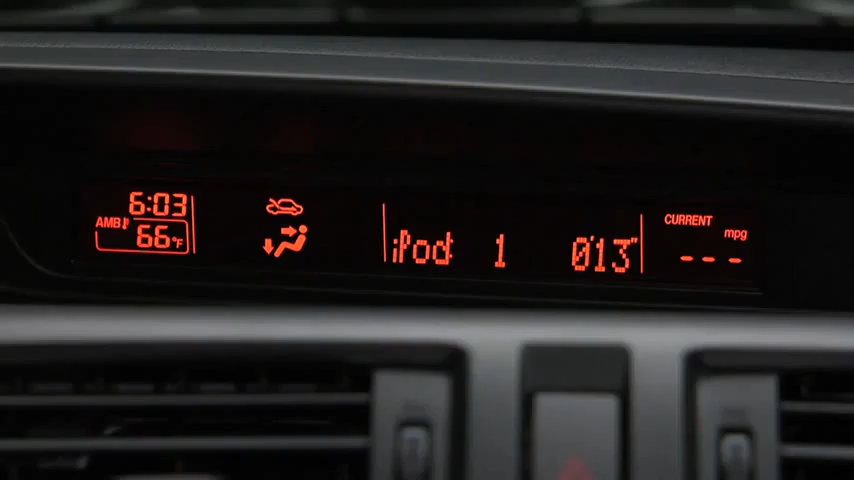 6:03
AMB 66°F
iPod 1 0'13"
CURRENT
mpg
---